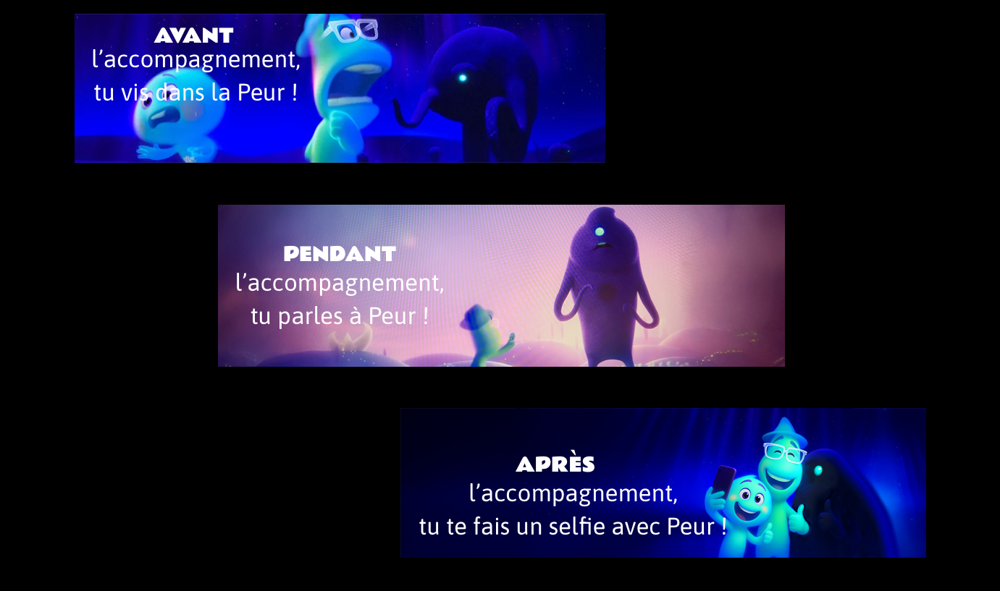 AVANT
l’accompagnement,
tu vis dans la Peur !
PENDANT
l’accompagnement,
tu parles à Peur !
APRÈS
l’accompagnement,
tu te fais un selfie avec Peur !